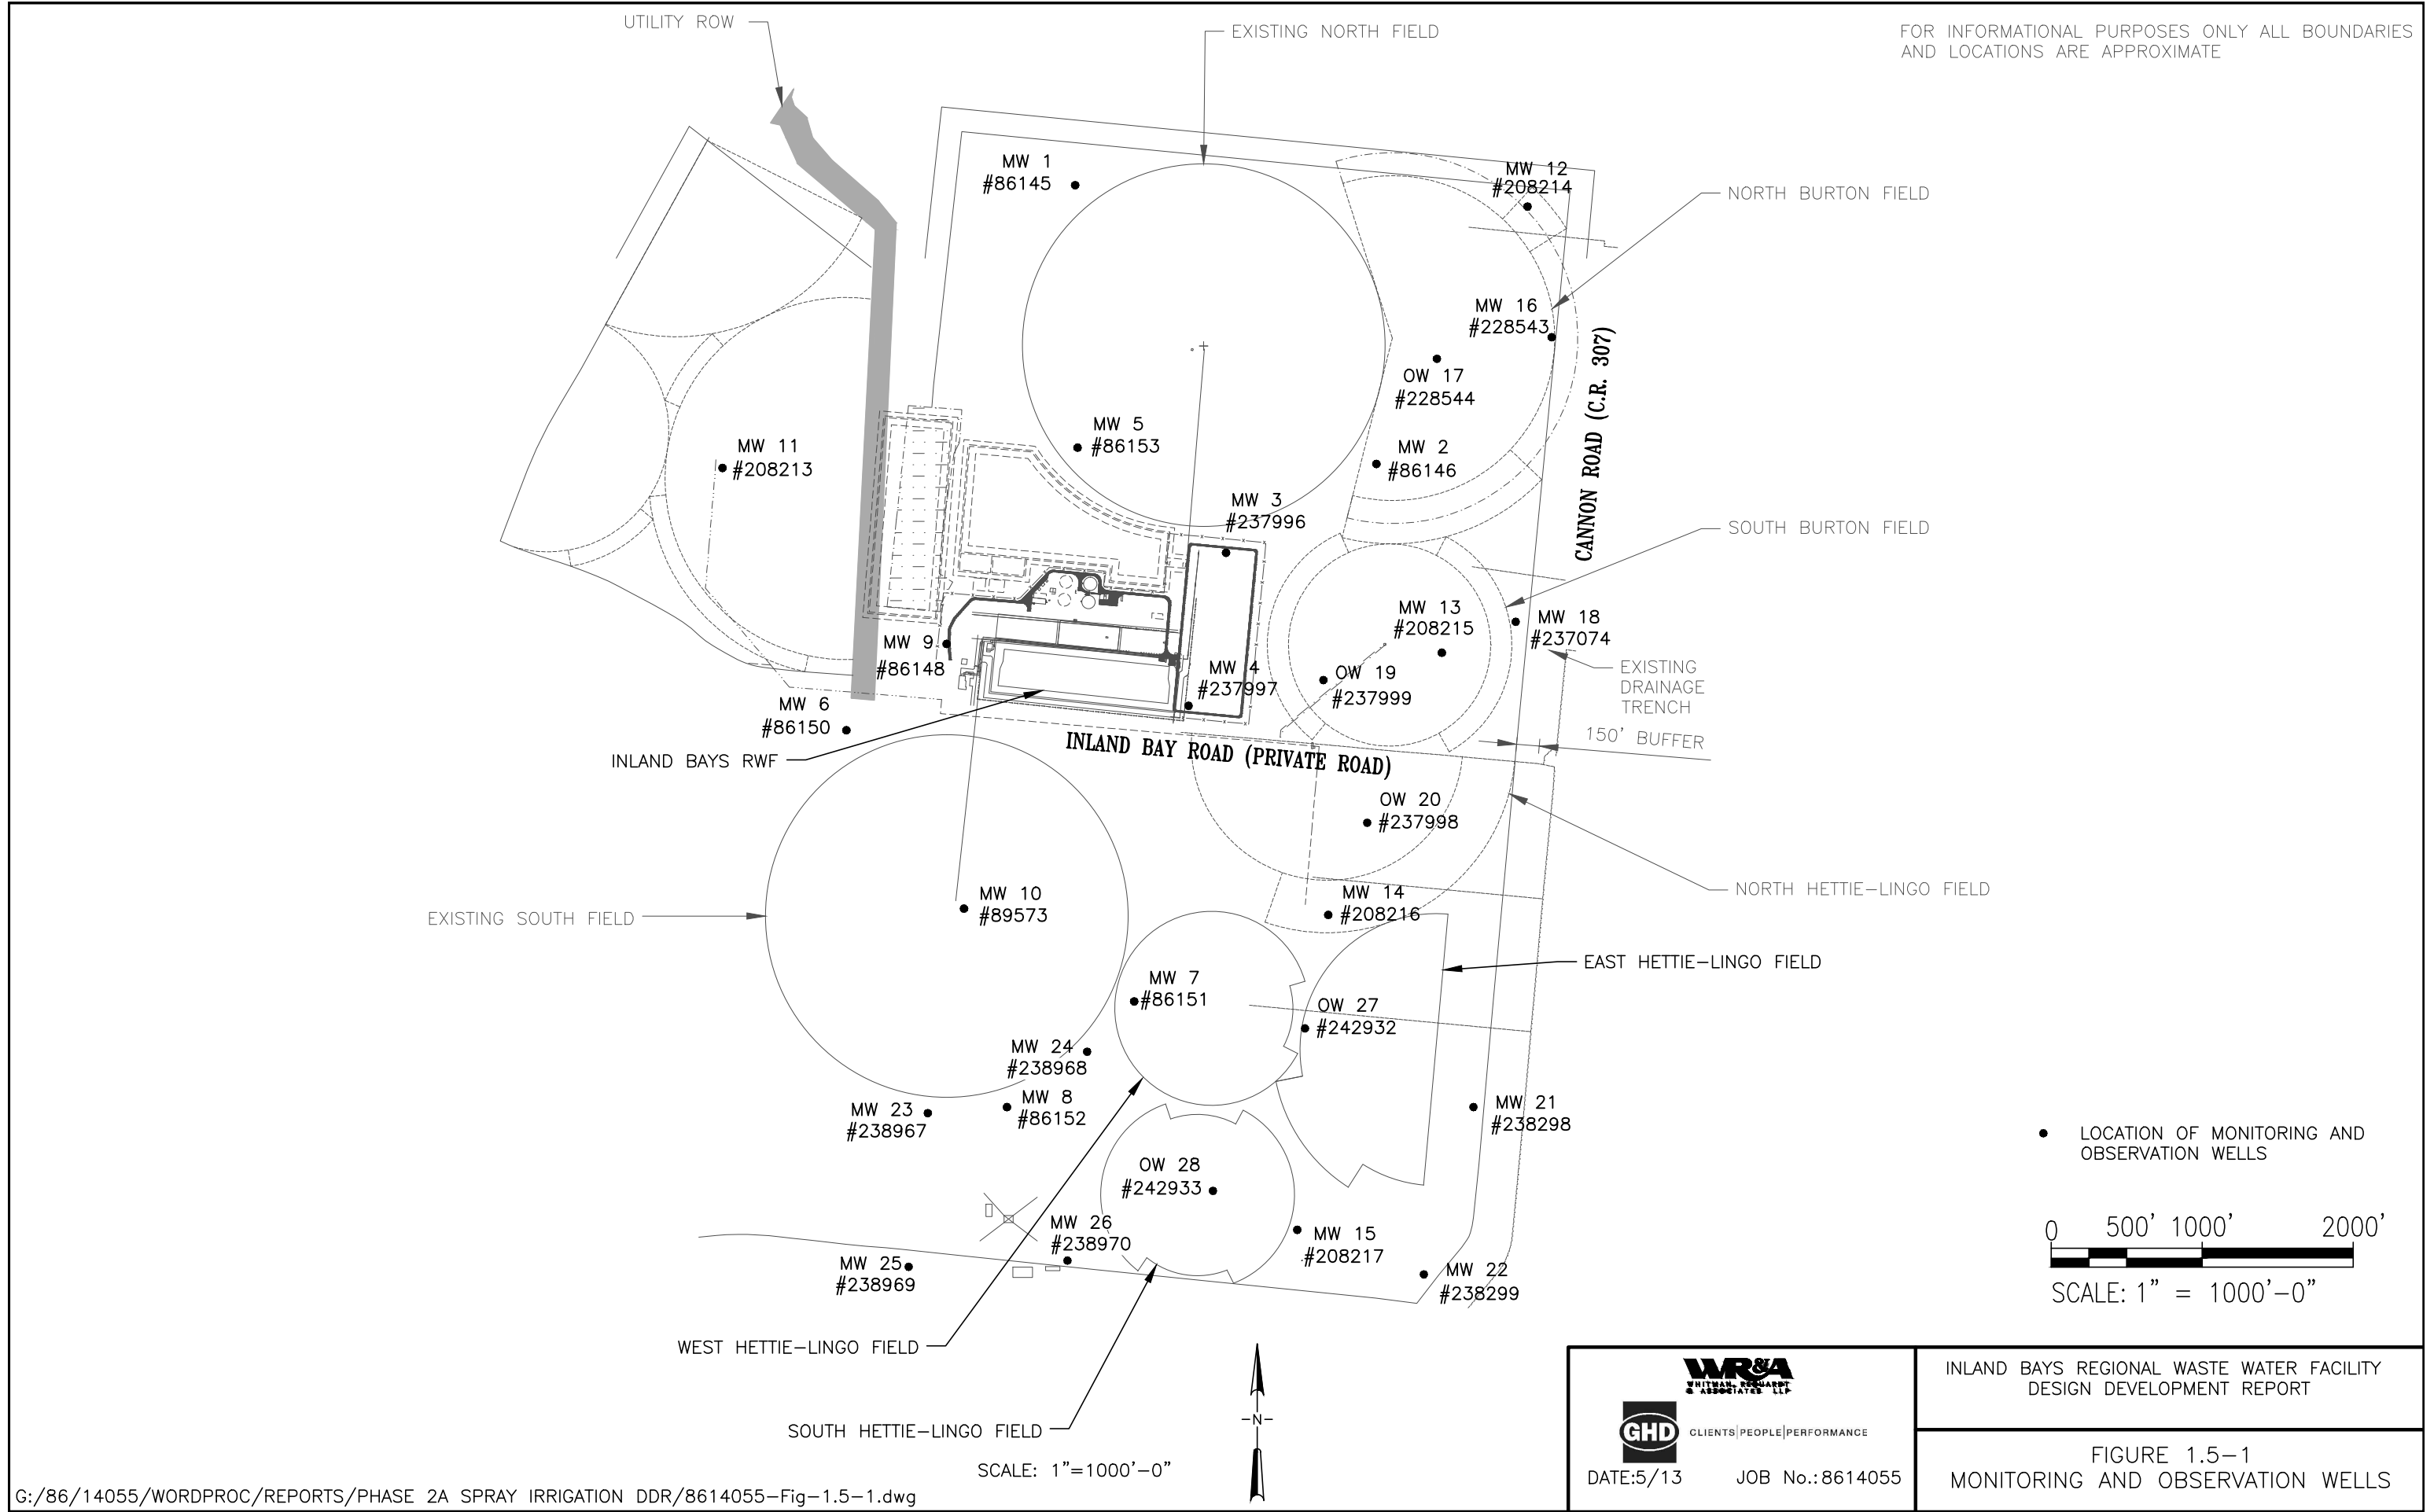 UTILITY ROW
EXISTING NORTH FIELD
FOR INFORMATIONAL PURPOSES ONLY ALL BOUNDARIES
AND LOCATIONS ARE APPROXIMATE
MW 1
#86145
MW 12
#208214
NORTH BURTON FIELD
MW 16
#228543
OW 17
#228544
CANNON ROAD (C.R. 307)
MW 5
#86153
MW 2
#86146
MW 11
#208213
MW 3
#237996
SOUTH BURTON FIELD
MW 13
#208215
MW 18
#237074
MW 9
#86148
MW 4
#237997
OW 19
#237999
EXISTING
DRAINAGE
TRENCH
MW 6
#86150
150' BUFFER
INLAND BAYS RWF
INLAND BAY ROAD (PRIVATE ROAD)
OW 20
#237998
MW 10
#89573
MW 14
#208216
NORTH HETTIE-LINGO FIELD
EXISTING SOUTH FIELD
EAST HETTIE-LINGO FIELD
MW 7
#86151
OW 27
#242932
MW 24
#238968
MW 8
#86152
MW 23
#238967
MW 21
#238298
LOCATION OF MONITORING AND
OBSERVATION WELLS
OW 28
#242933
MW 26
#238970
MW 15
#208217
MW 25
#238969
MW 22
#238299
0 500' 1000' 2000'
SCALE: 1" = 1000'-0"
WEST HETTIE-LINGO FIELD
SOUTH HETTIE-LINGO FIELD
-N-
SCALE: 1"=1000'-0"
WR&A
WHITMAN, REQUARDT
& ASSOCIATES LLP
GHD CLIENTS|PEOPLE|PERFORMANCE
DATE:5/13 JOB No.:8614055
INLAND BAYS REGIONAL WASTE WATER FACILITY
DESIGN DEVELOPMENT REPORT
FIGURE 1.5-1
MONITORING AND OBSERVATION WELLS
G:/86/14055/WORDPROC/REPORTS/PHASE 2A SPRAY IRRIGATION DDR/8614055-Fig-1.5-1.dwg